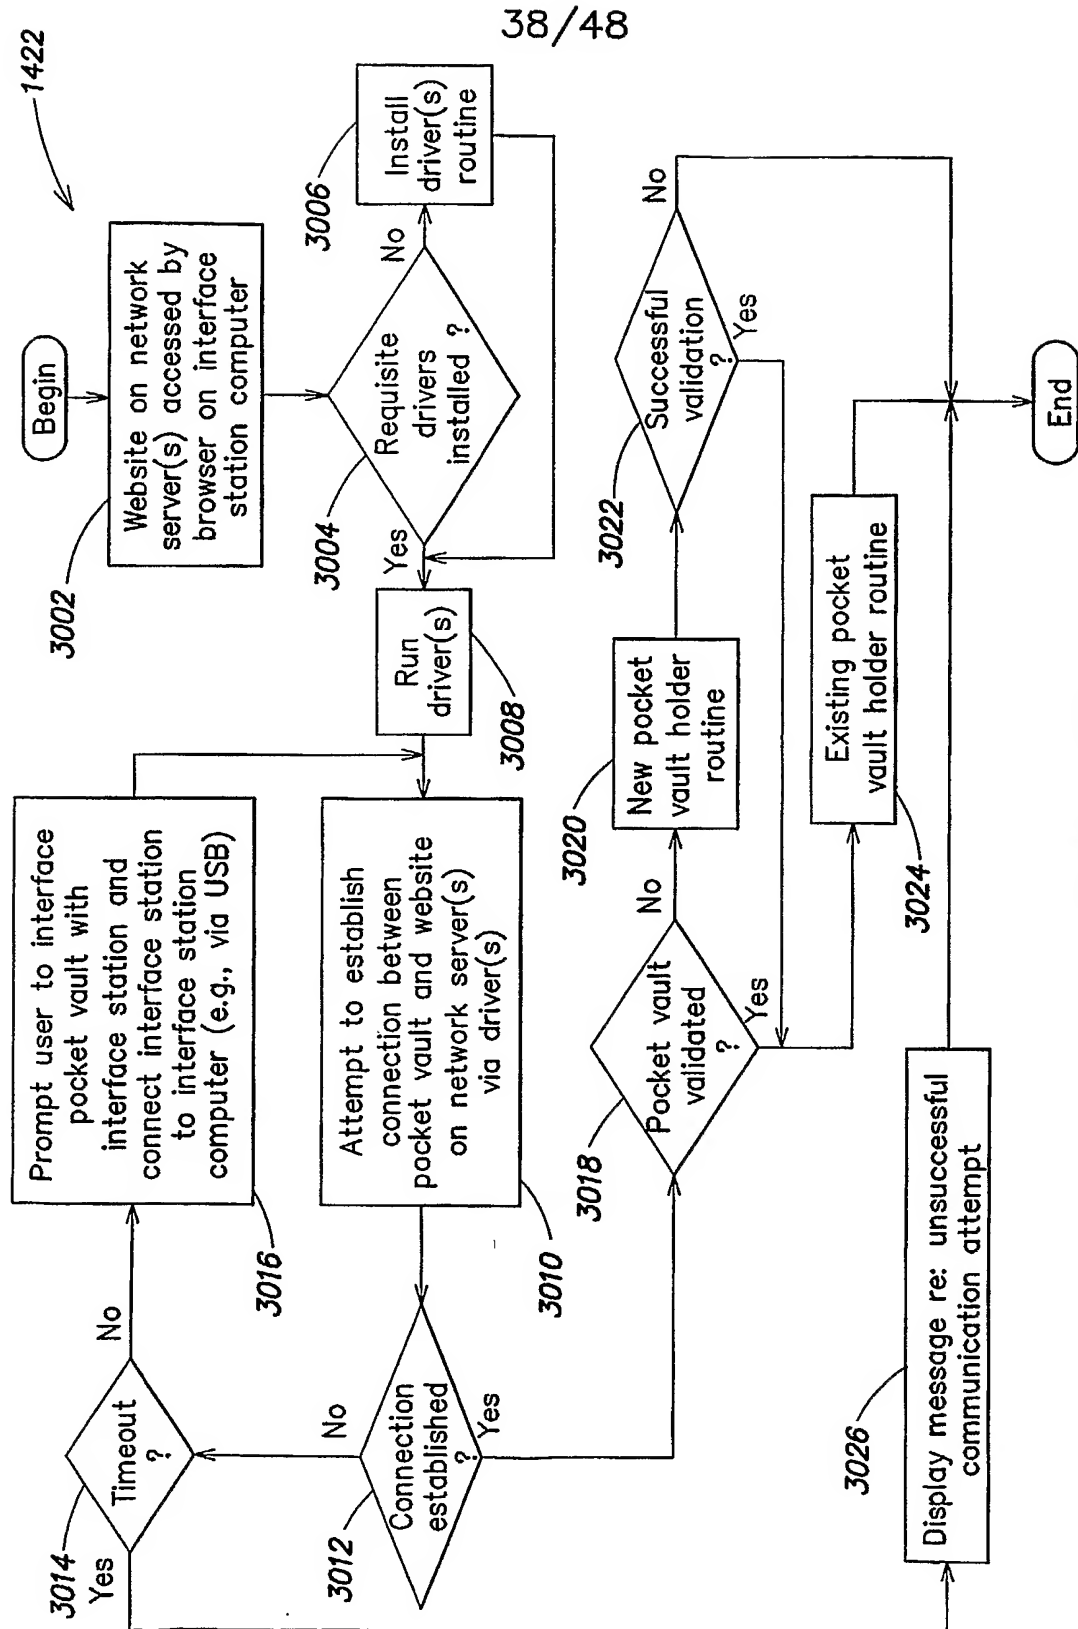 38/48
1422
Begin
3002
Website on network
server(s) accessed by
browser on interface
station computer
3004
Requisite
drivers
installed ?
No
Yes
3006
Install
driver(s)
routine
Run
driver(s)
3008
Prompt user to interface
pocket vault with
interface station and
connect interface station
to interface station
computer (e.g., via USB)
3016
Attempt to establish
connection between
pocket vault and website
on network server(s)
via driver(s)
3010
3012
Connection
established
?
No
Yes
3014
Timeout
?
No
Yes
3018
Pocket vault
validated
?
No
Yes
3020
New pocket
vault holder
routine
3022
Successful
validation
?
No
Yes
Existing pocket
vault holder routine
3024
3026
Display message re: unsuccessful
communication attempt
End